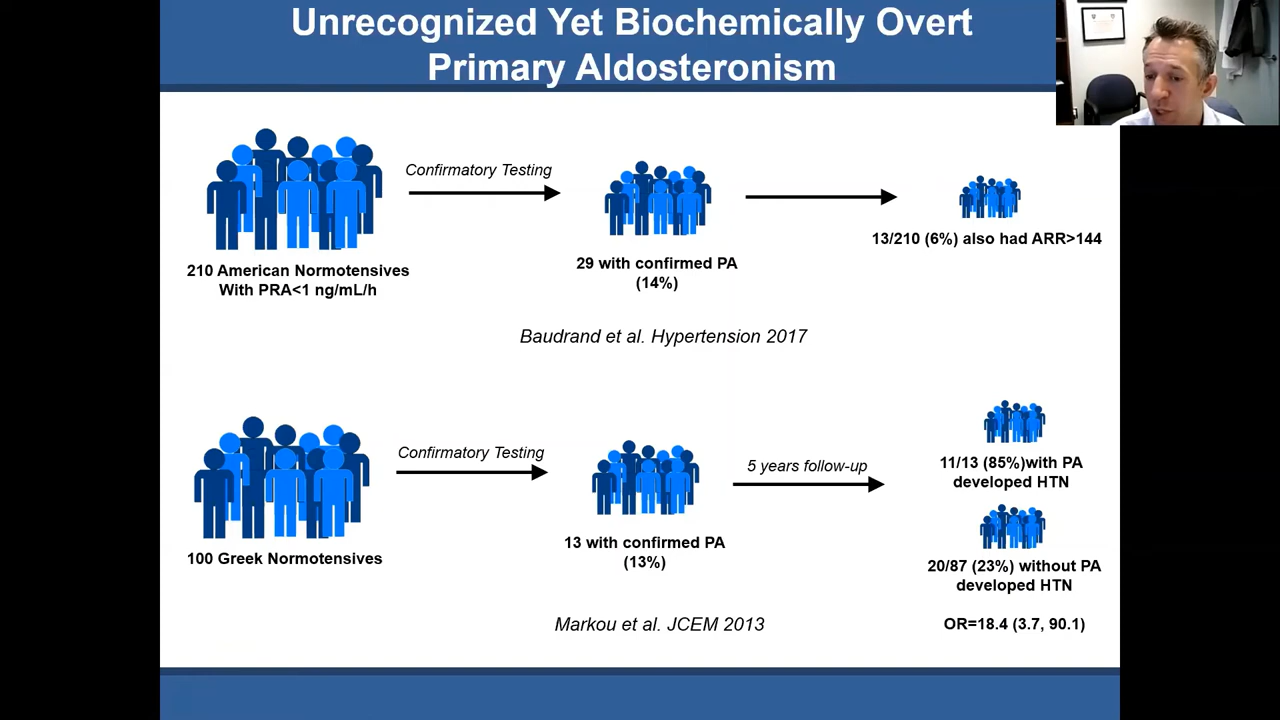 Unrecognized Yet Biochemically Overt
Primary Aldosteronism
Confirmatory Testing
210 American Normotensives
With PRA<1 ng/mL/h
29 with confirmed PA
(14%)
13/210 (6%) also had ARR>144
Baudrand et al. Hypertension 2017
Confirmatory Testing
100 Greek Normotensives
13 with confirmed PA
(13%)
5 years follow-up
11/13 (85%)with PA
developed HTN
20/87 (23%) without PA
developed HTN
OR=18.4 (3.7, 90.1)
Markou et al. JCEM 2013